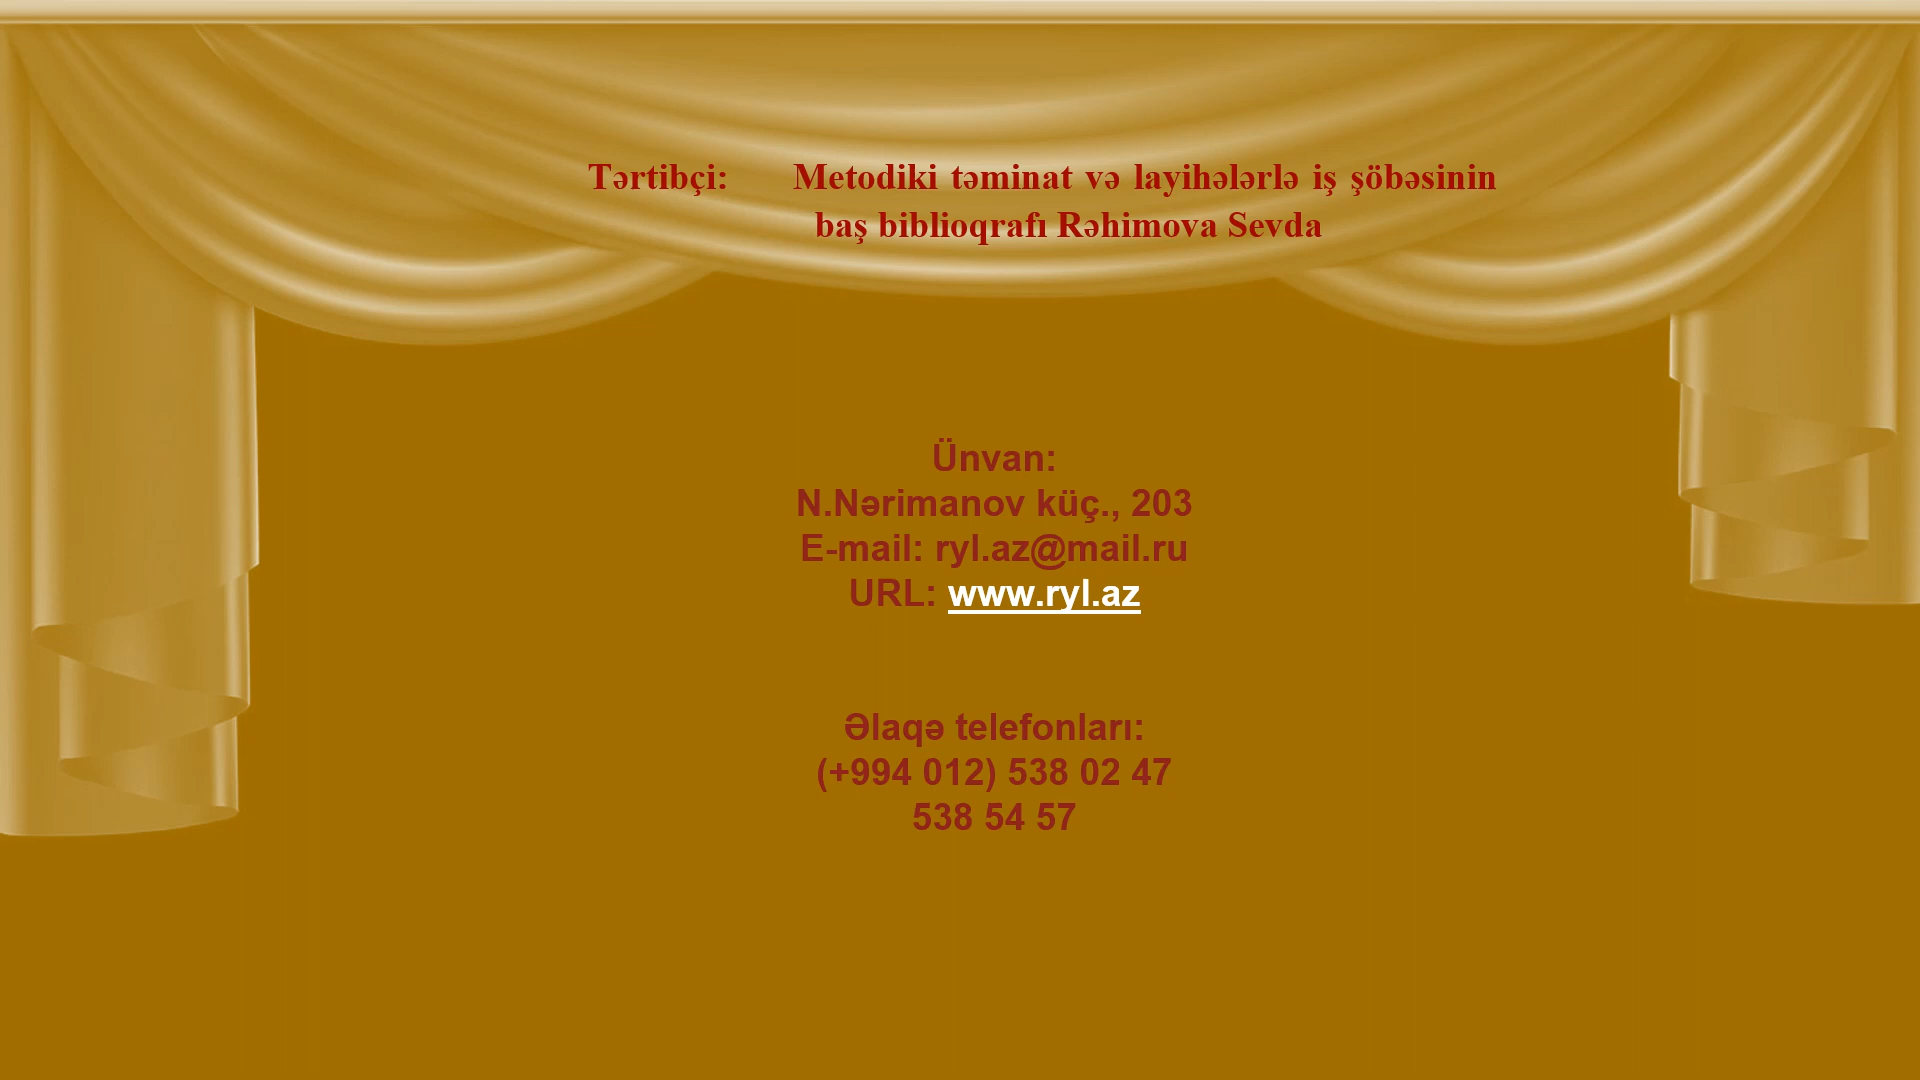 Tərtibçi: Metodiki təminat və layihələrlə iş şöbəsinin
baş biblioqrafı Rəhimova Sevda
Ünvan:
N.Nərimanov küç., 203
E-mail: ryl.az@mail.ru
URL: www.ryl.az
Əlaqə telefonları:
(+994 012) 538 02 47
538 54 57